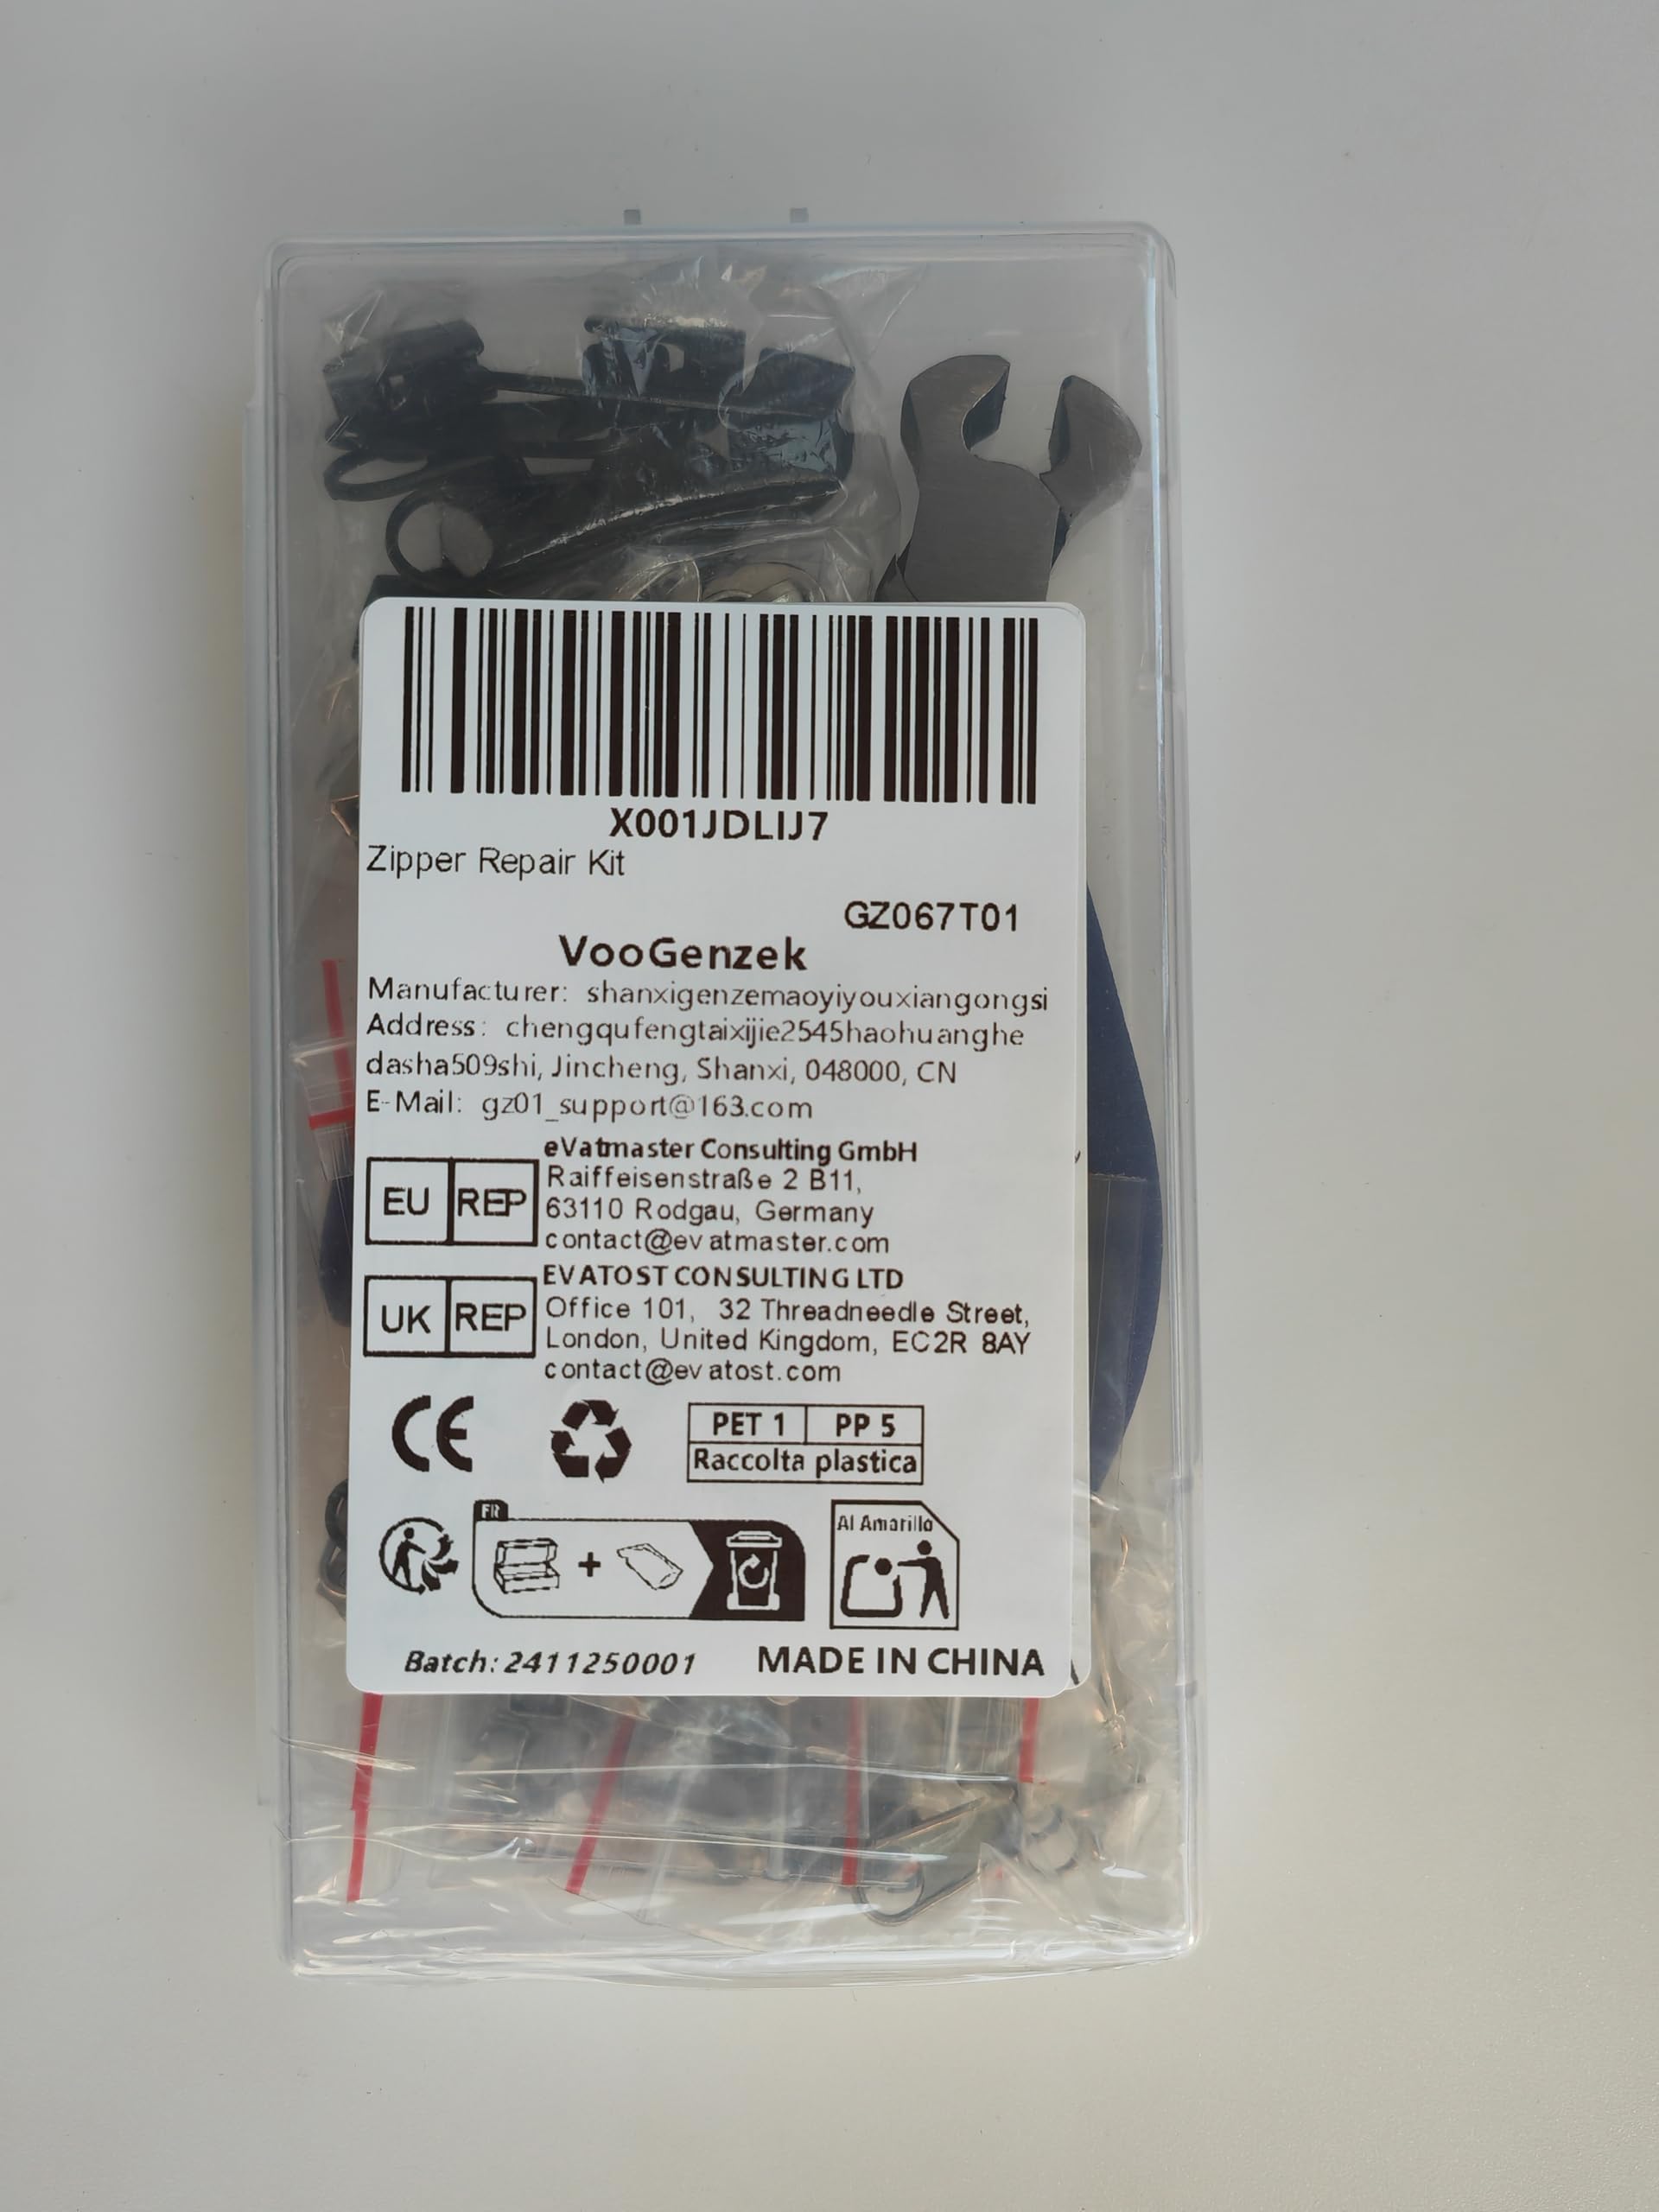 X001JDLIJ7
Zipper Repair Kit
GZ067T01
VooGenzek
Manufacturer: shanxigenzemaoyiyouxiangongsi
Address: chengqufengtaixijie2545haohuanghe
dasha509shi, Jincheng, Shanxi, 048000, CN
E-Mail: gz01_support@163.com
EU REP
eVatmaster Consulting GmbH
Raiffeisenstraße 2 B11,
63110 Rodgau, Germany
contact@evatmaster.com
UK REP
EVATOST CONSULTING LTD
Office 101, 32 Threadneedle Street,
London, United Kingdom, EC2R 8AY
contact@evatost.com
CE
PET 1 PP 5
Raccolta plastica
FR
+
Al Amarillo
Batch: 2411250001 MADE IN CHINA